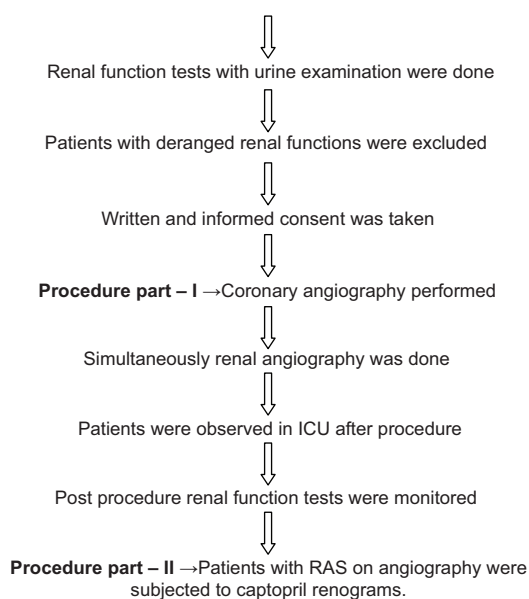 Renal function tests with urine examination were done
Patients with deranged renal functions were excluded
Written and informed consent was taken
Procedure part – I →Coronary angiography performed
Simultaneously renal angiography was done
Patients were observed in ICU after procedure
Post procedure renal function tests were monitored
Procedure part – II →Patients with RAS on angiography were
subjected to captopril renograms.